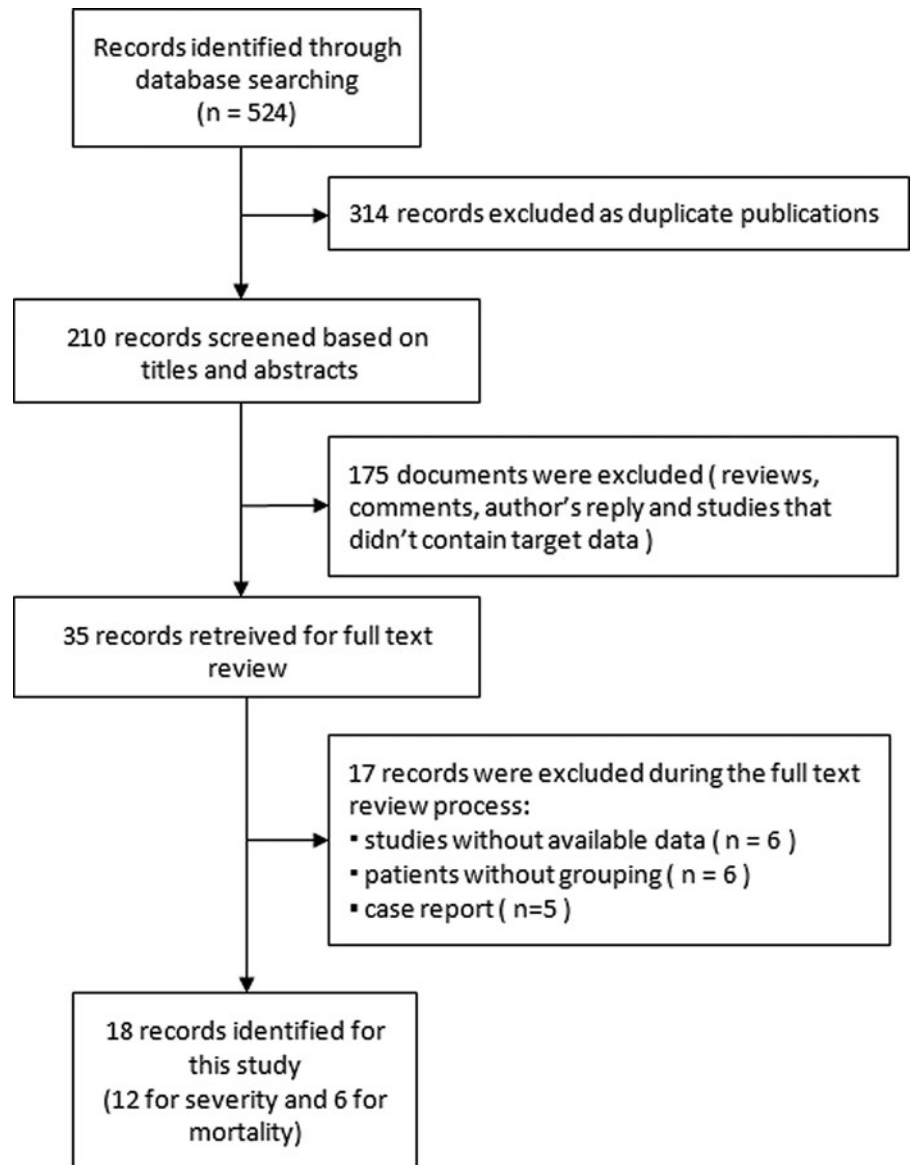 Records identified through
database searching
(n = 524)
314 records excluded as duplicate publications
210 records screened based on
titles and abstracts
175 documents were excluded ( reviews,
comments, author's reply and studies that
didn't contain target data )
35 records retreived for full text
review
17 records were excluded during the full text
review process:
▪ studies without available data ( n = 6 )
▪ patients without grouping ( n = 6 )
▪ case report ( n=5 )
18 records identified for
this study
(12 for severity and 6 for
mortality)